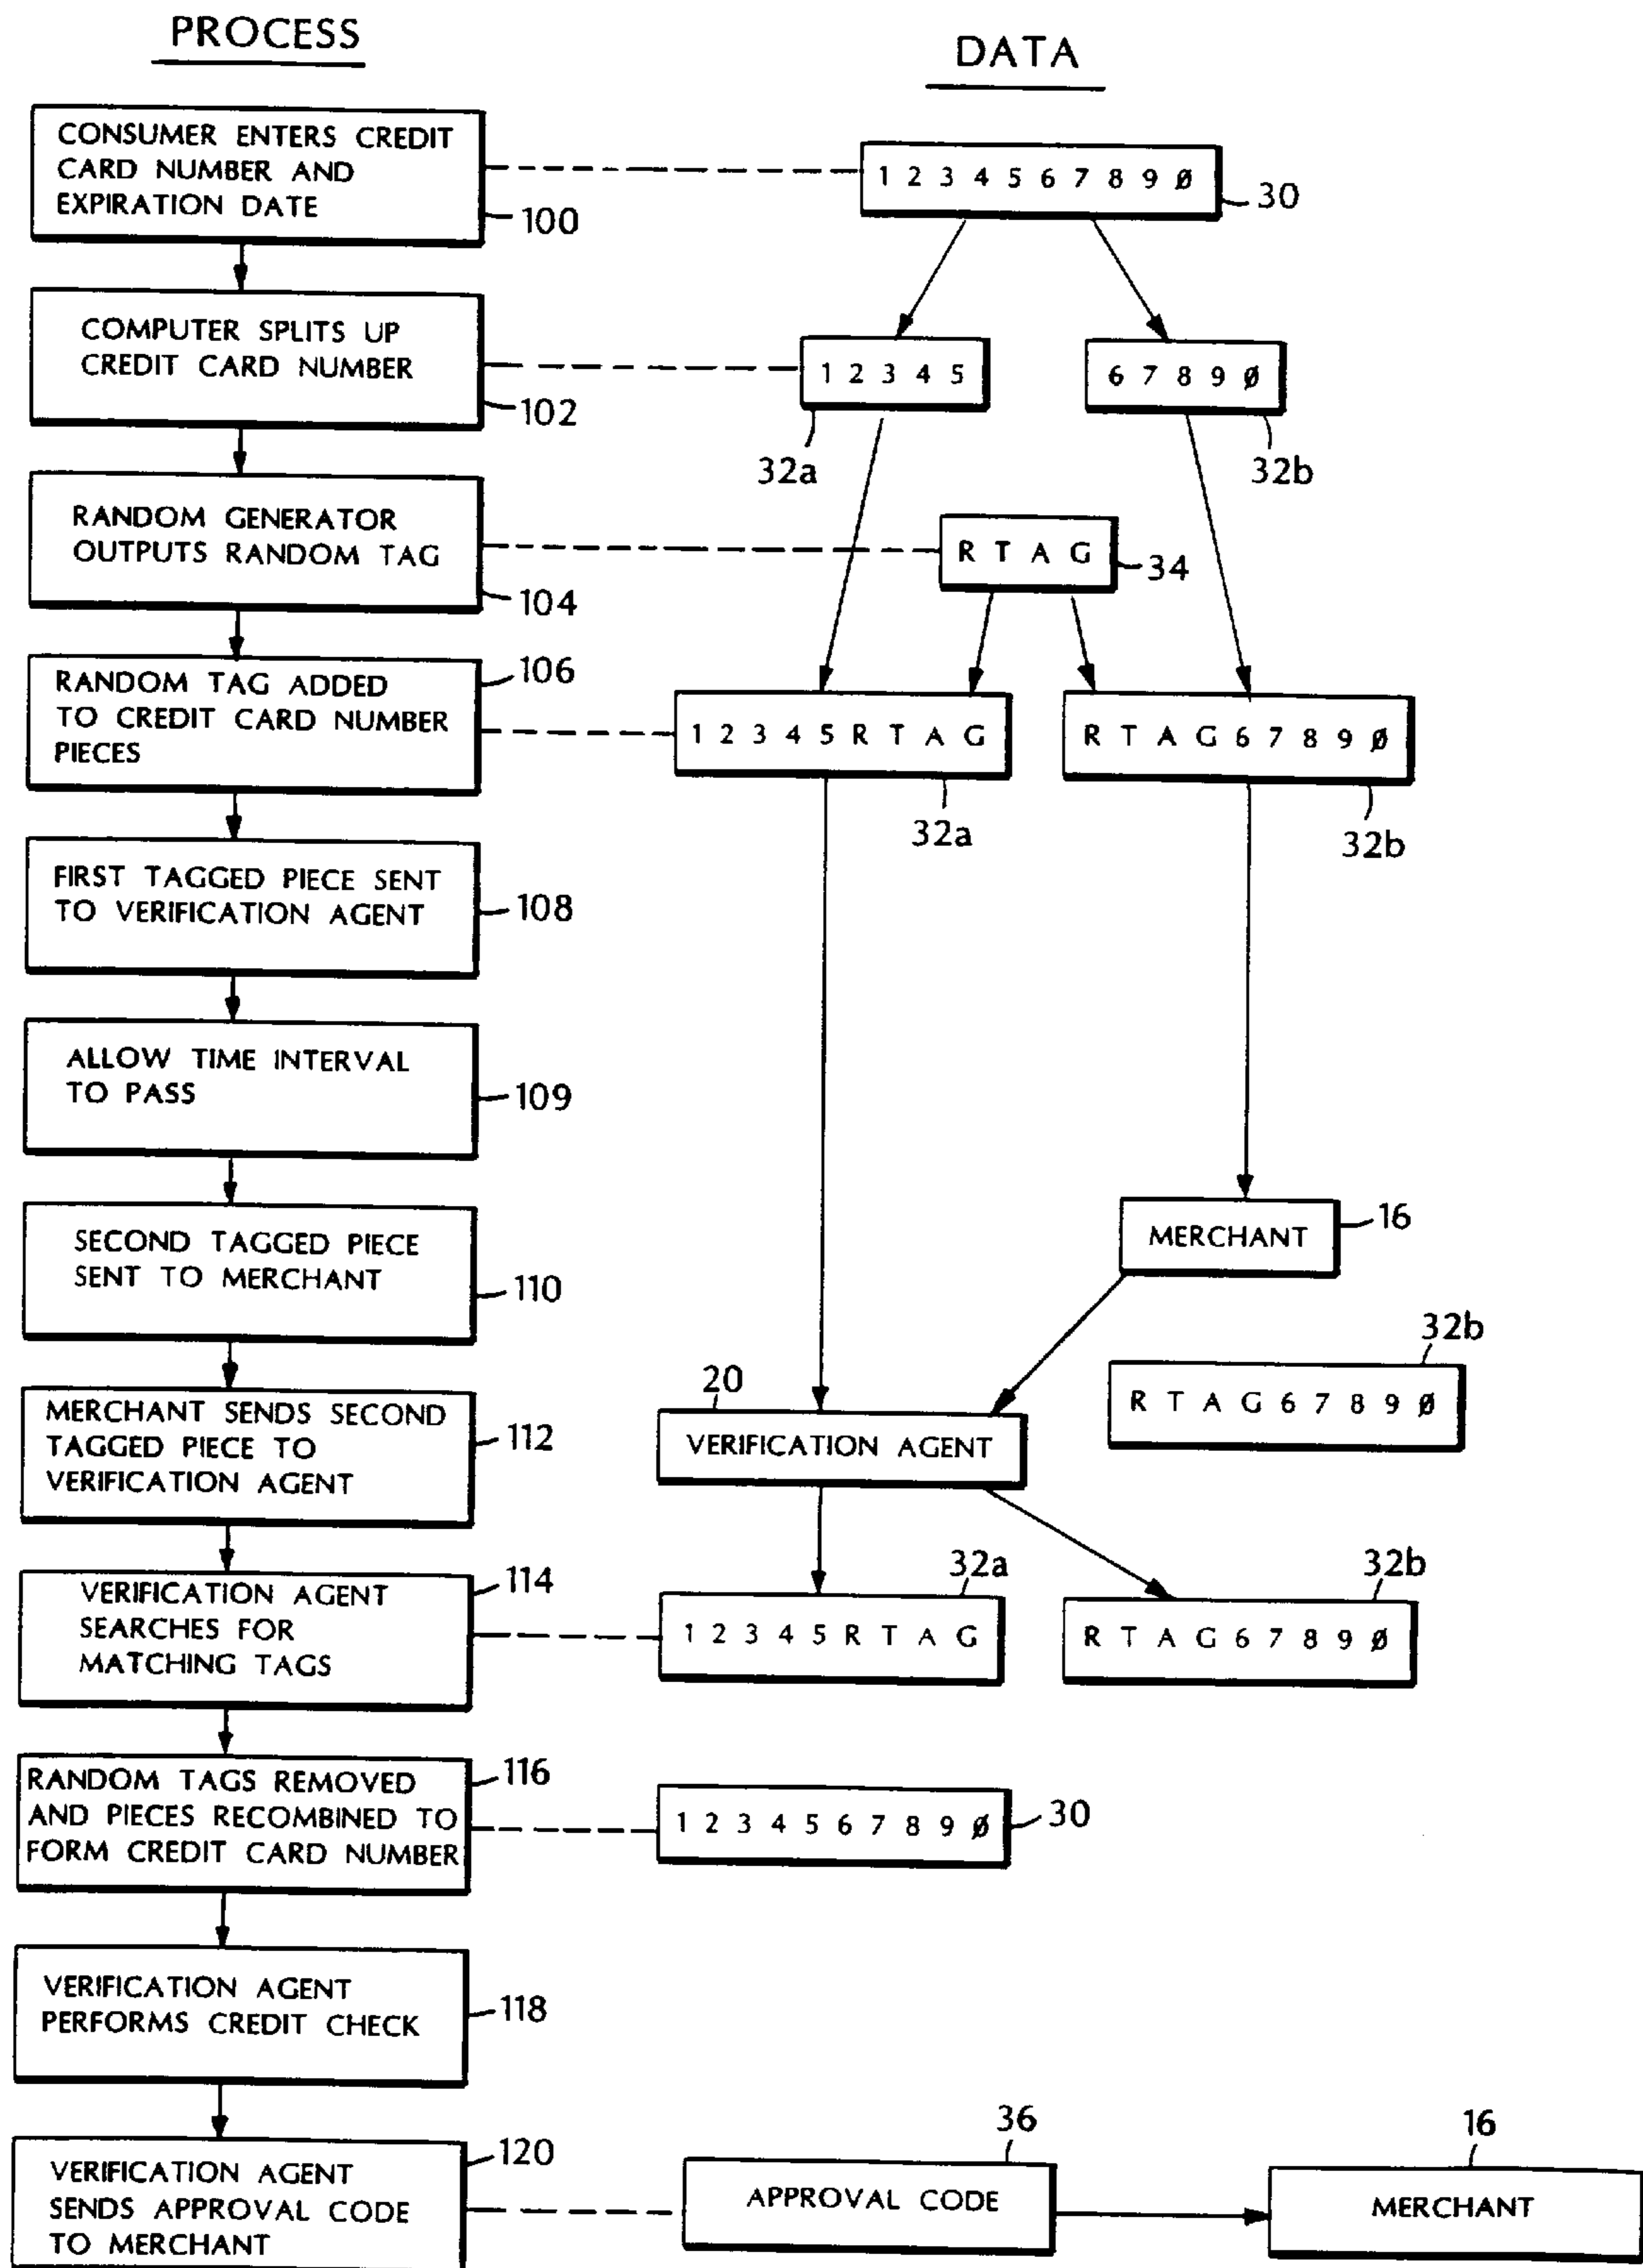 PROCESS
DATA
CONSUMER ENTERS CREDIT
CARD NUMBER AND
EXPIRATION DATE
100
1 2 3 4 5 6 7 8 9 Ø
30
COMPUTER SPLITS UP
CREDIT CARD NUMBER
102
1 2 3 4 5
32a
6 7 8 9 Ø
32b
RANDOM GENERATOR
OUTPUTS RANDOM TAG
104
R T A G
34
RANDOM TAG ADDED
TO CREDIT CARD NUMBER
PIECES
106
1 2 3 4 5 R T A G
32a
R T A G 6 7 8 9 Ø
32b
FIRST TAGGED PIECE SENT
TO VERIFICATION AGENT
108
ALLOW TIME INTERVAL
TO PASS
109
SECOND TAGGED PIECE
SENT TO MERCHANT
110
MERCHANT
16
32b
R T A G 6 7 8 9 Ø
MERCHANT SENDS SECOND
TAGGED PIECE TO
VERIFICATION AGENT
112
20
VERIFICATION AGENT
VERIFICATION AGENT
SEARCHES FOR
MATCHING TAGS
114
32a
1 2 3 4 5 R T A G
32b
R T A G 6 7 8 9 Ø
RANDOM TAGS REMOVED
AND PIECES RECOMBINED TO
FORM CREDIT CARD NUMBER
116
1 2 3 4 5 6 7 8 9 Ø
30
VERIFICATION AGENT
PERFORMS CREDIT CHECK
118
VERIFICATION AGENT
SENDS APPROVAL CODE
TO MERCHANT
120
36
APPROVAL CODE
16
MERCHANT